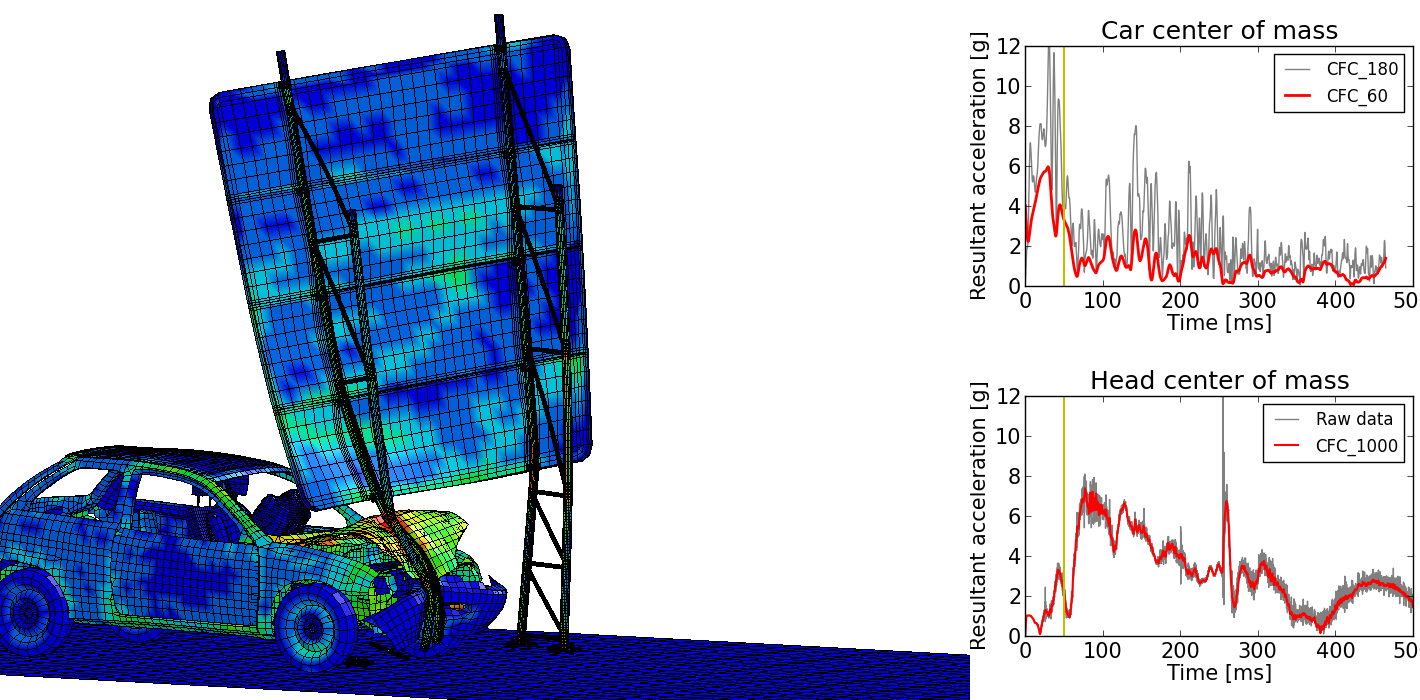 Car center of mass
Resultant acceleration [g]
12
10
8
6
4
2
0
CFC_180
CFC_60
0 100 200 300 400 50
Time [ms]
Head center of mass
Resultant acceleration [g]
12
10
8
6
4
2
0
Raw data
CFC_1000
0 100 200 300 400 50
Time [ms]